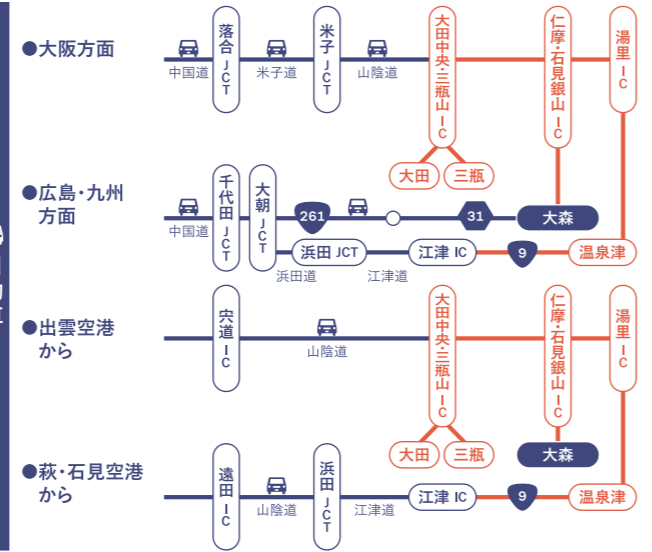 ●大阪方面
中国道
落合JCT
米子道
米子JCT
山陰道
大田中央・三瓶山IC
仁摩・石見銀山IC
湯里IC
大田
三瓶
●広島・九州
方面
中国道
千代田JCT
大朝JCT
261
31
大森
浜田道
浜田 JCT
江津道
江津 IC
9
温泉津
●出雲空港
から
宍道IC
山陰道
大田中央・三瓶山IC
仁摩・石見銀山IC
湯里IC
大田
三瓶
大森
●萩・石見空港
から
遠田IC
山陰道
浜田JCT
江津道
江津 IC
9
温泉津